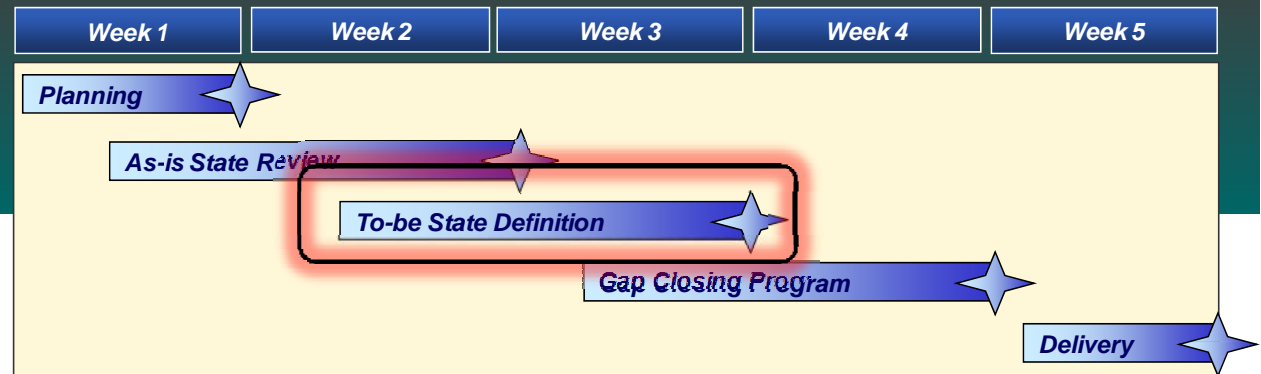 Week 1
Week 2
Week 3
Week 4
Week 5
Planning
As-is State Review
To-be State Definition
Gap Closing Program
Delivery